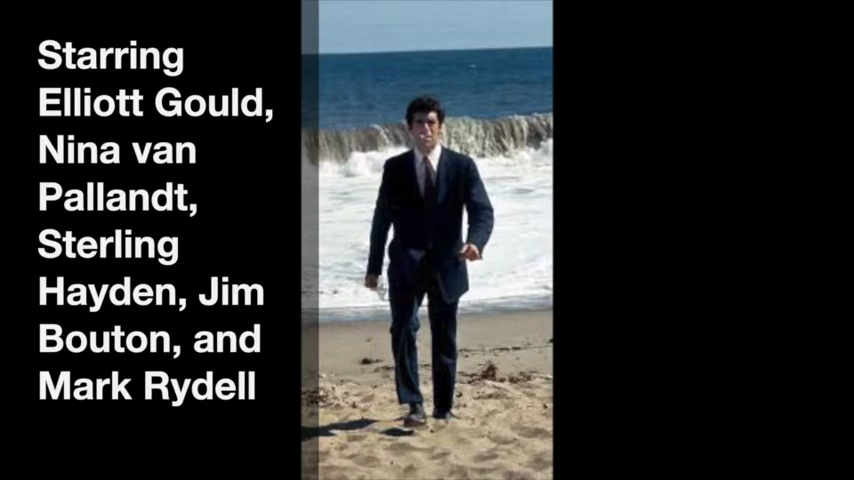 Starring
Elliott Gould,
Nina van
Pallandt,
Sterling
Hayden, Jim
Bouton, and
Mark Rydell